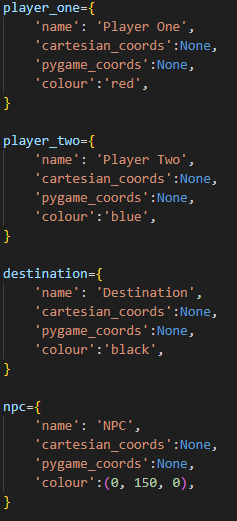 player_one={
    'name': 'Player One',
    'cartesian_coords':None,
    'pygame_coords':None,
    'colour':'red',
}
player_two={
    'name': 'Player Two',
    'cartesian_coords':None,
    'pygame_coords':None,
    'colour':'blue',
}
destination={
    'name': 'Destination',
    'cartesian_coords':None,
    'pygame_coords':None,
    'colour':'black',
}
npc={
    'name': 'NPC',
    'cartesian_coords':None,
    'pygame_coords':None,
    'colour':(0, 150, 0),
}